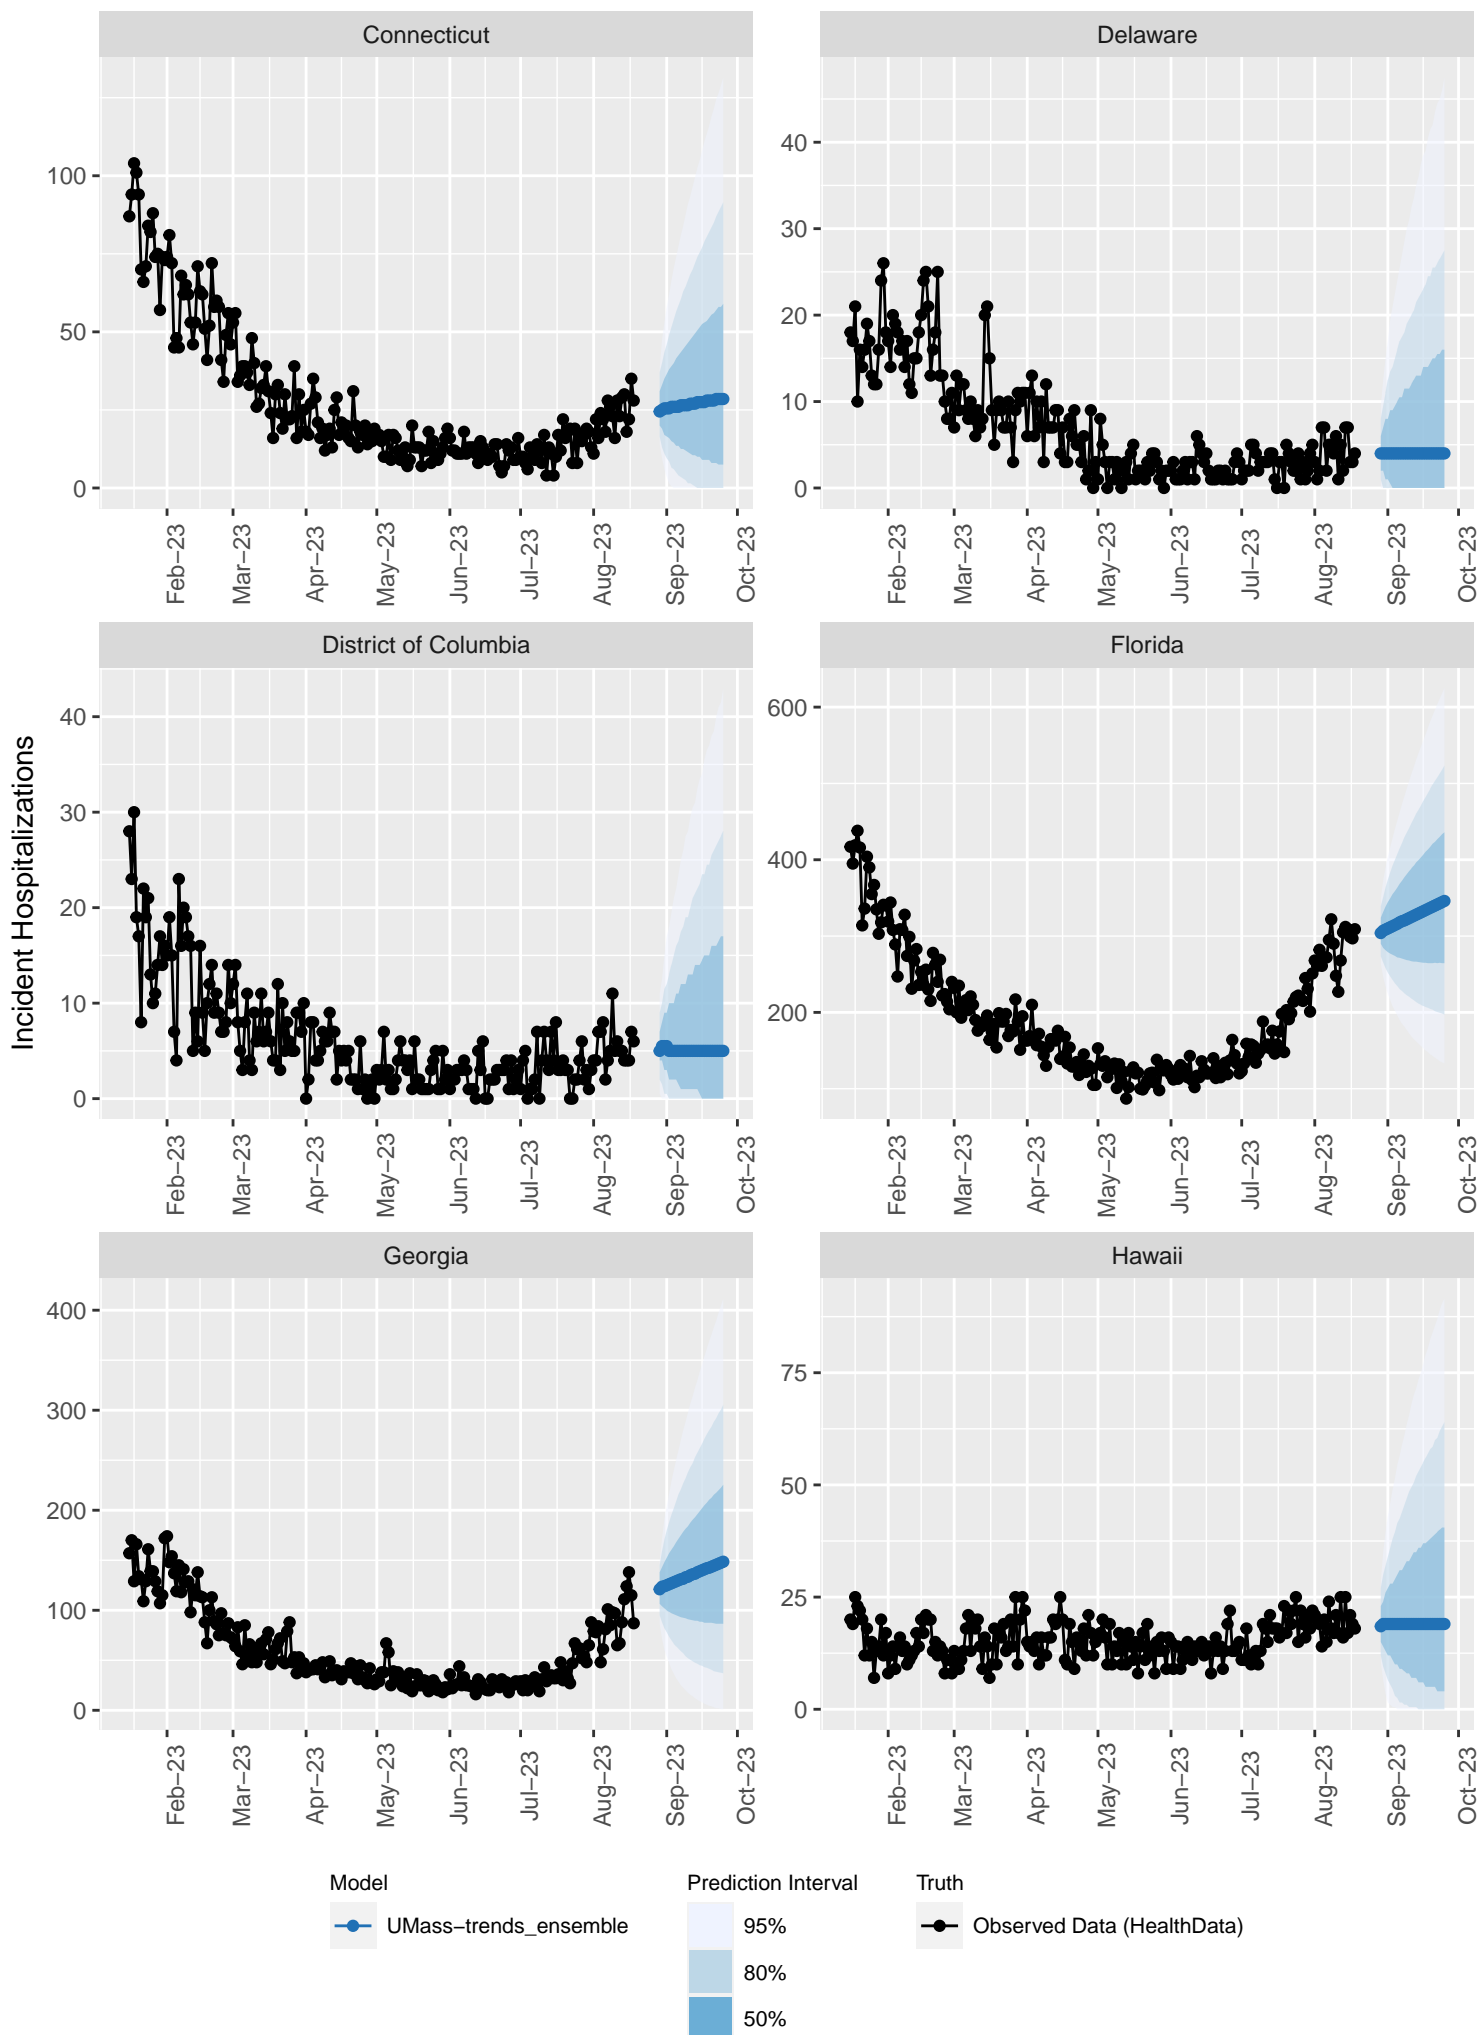 Connecticut
Delaware
100
50
0
40
30
20
10
0
Feb−23
Mar−23
Apr−23
May−23
Jun−23
Jul−23
Aug−23
Sep−23
Oct−23
Feb−23
Mar−23
Apr−23
May−23
Jun−23
Jul−23
Aug−23
Sep−23
Oct−23
Incident Hospitalizations
District of Columbia
Florida
40
30
20
10
0
600
400
200
Feb−23
Mar−23
Apr−23
May−23
Jun−23
Jul−23
Aug−23
Sep−23
Oct−23
Feb−23
Mar−23
Apr−23
May−23
Jun−23
Jul−23
Aug−23
Sep−23
Oct−23
Georgia
Hawaii
400
300
200
100
0
75
50
25
0
Feb−23
Mar−23
Apr−23
May−23
Jun−23
Jul−23
Aug−23
Sep−23
Oct−23
Feb−23
Mar−23
Apr−23
May−23
Jun−23
Jul−23
Aug−23
Sep−23
Oct−23
Model
UMass−trends_ensemble
Prediction Interval
95%
80%
50%
Truth
Observed Data (HealthData)